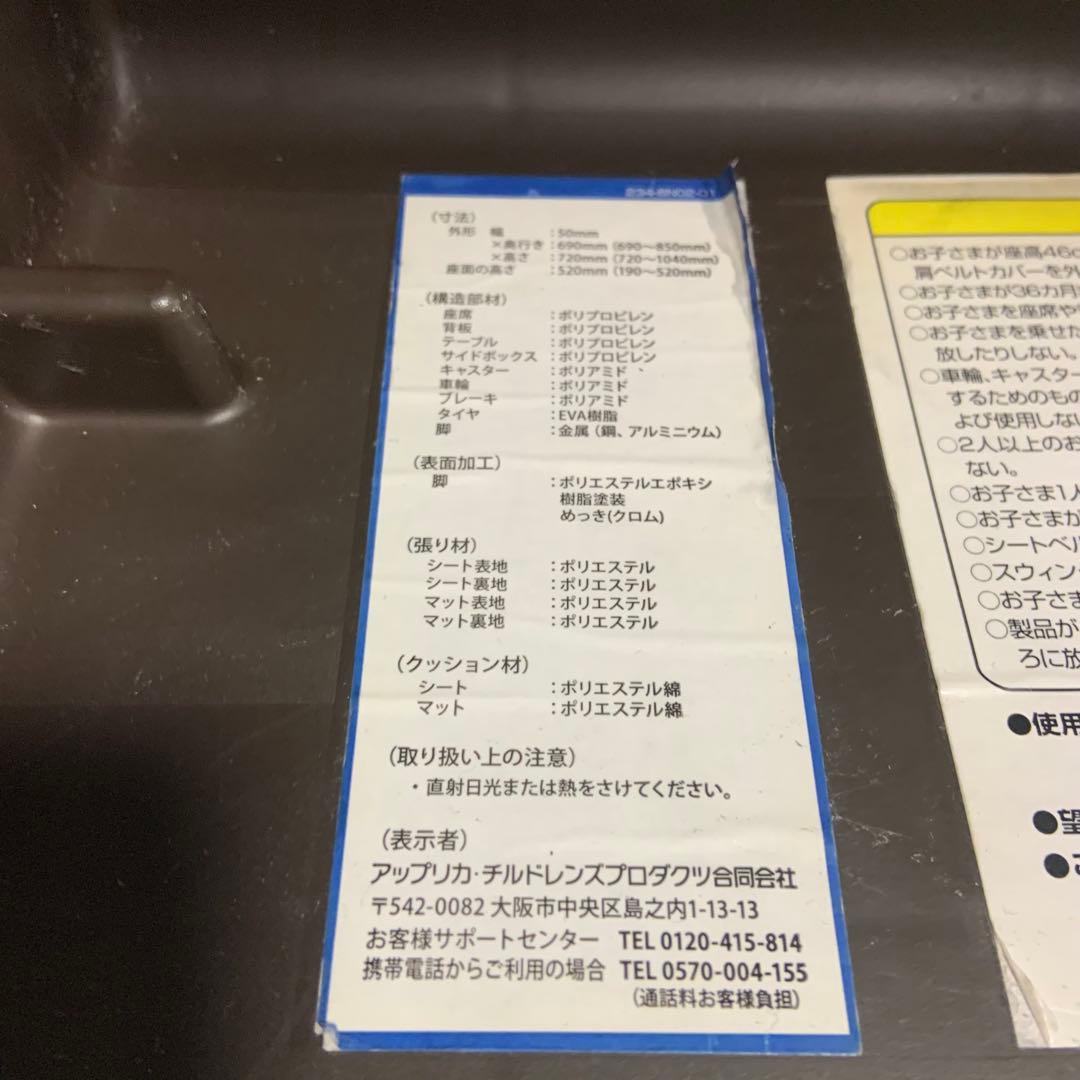 234-BN02-01
(寸法)
外形 幅 :50mm
×奥行き :690mm (690~850mm)
×高さ :720mm (720~1040mm)
座面の高さ :520mm (190~520mm)
(構造部材)
座席 :ポリプロピレン
背板 :ポリプロピレン
テーブル :ポリプロピレン
サイドボックス :ポリプロピレン
キャスター :ポリアミド
車輪 :ポリアミド
ブレーキ :ポリアミド
タイヤ :EVA樹脂
脚 :金属(鋼、アルミニウム)
(表面加工)
脚 :ポリエステルエポキシ
樹脂塗装
めっき(クロム)
(張り材)
シート表地 :ポリエステル
シート裏地 :ポリエステル
マット表地 :ポリエステル
マット裏地 :ポリエステル
(クッション材)
シート :ポリエステル綿
マット :ポリエステル綿
(取り扱い上の注意)
・直射日光または熱をさけてください。
(表示者)
アップリカ・チルドレンズプロダクツ合同会社
〒542-0082 大阪市中央区島之内1-13-13
お客様サポートセンター TEL 0120-415-814
携帯電話からご利用の場合 TEL 0570-004-155
(通話料お客様負担)
○お子さまが座高46c
肩ベルトカバーを外
○お子さまが36カ月
○お子さまを座席や
○お子さまを乗せた
放したりしない。
○車輪、キャスター
するためのもの
よび使用しない
○2人以上のお
ない。
○お子さま1人
○お子さまが
○シートベル
○スウィング
○お子さま
○製品が
ろに放
●使用
●望
●こ